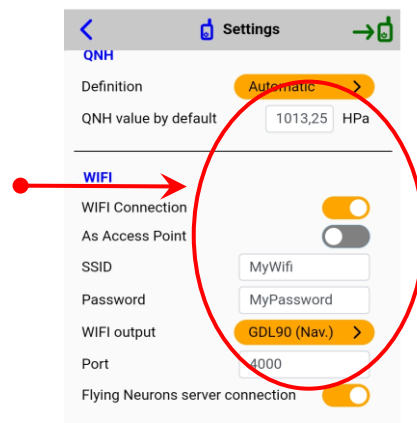 Settings
QNH
Definition Automatic
QNH value by default 1013,25 HPa
WIFI
WIFI Connection
As Access Point
SSID MyWifi
Password MyPassword
WIFI output GDL90 (Nav.)
Port 4000
Flying Neurons server connection